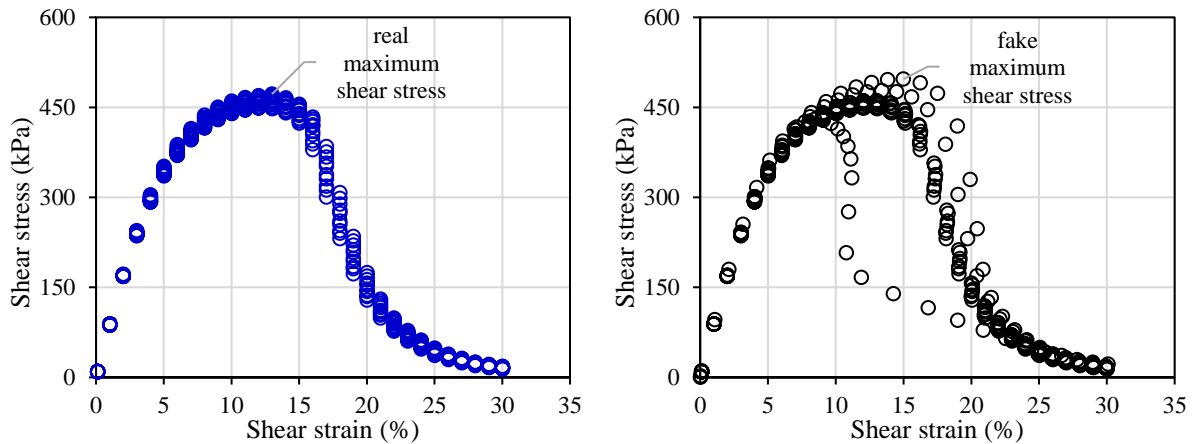 600
450
300
150
0
Shear stress (kPa)
real
maximum
shear stress
0 5 10 15 20 25 30 35
Shear strain (%)
600
450
300
150
0
Shear stress (kPa)
fake
maximum
shear stress
0 5 10 15 20 25 30 35
Shear strain (%)